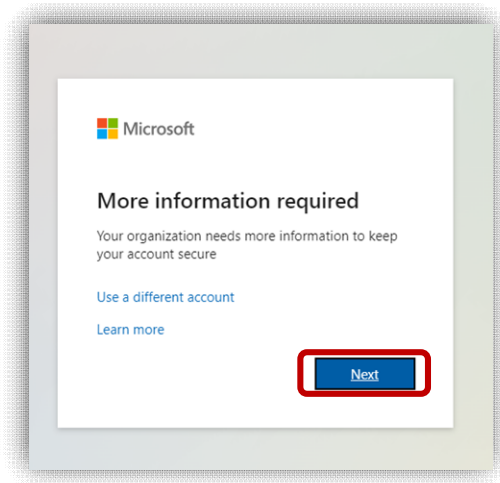 Microsoft
More information required
Your organization needs more information to keep
your account secure
Use a different account
Learn more
Next